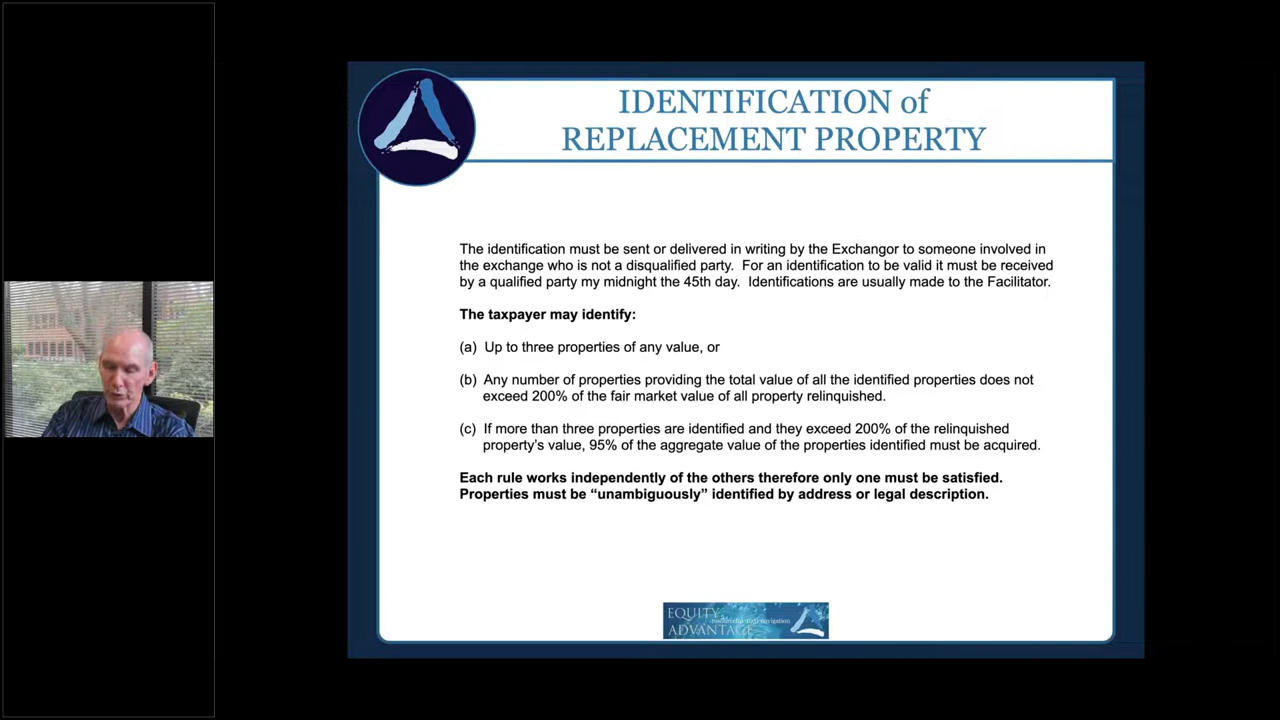 IDENTIFICATION of
REPLACEMENT PROPERTY
The identification must be sent or delivered in writing by the Exchangor to someone involved in
the exchange who is not a disqualified party.  For an identification to be valid it must be received
by a qualified party my midnight the 45th day.  Identifications are usually made to the Facilitator.
The taxpayer may identify:
(a)  Up to three properties of any value, or
(b)  Any number of properties providing the total value of all the identified properties does not
exceed 200% of the fair market value of all property relinquished.
(c)  If more than three properties are identified and they exceed 200% of the relinquished
property's value, 95% of the aggregate value of the properties identified must be acquired.
Each rule works independently of the others therefore only one must be satisfied.
Properties must be “unambiguously” identified by address or legal description.
EQUITY
ADVANTAGE